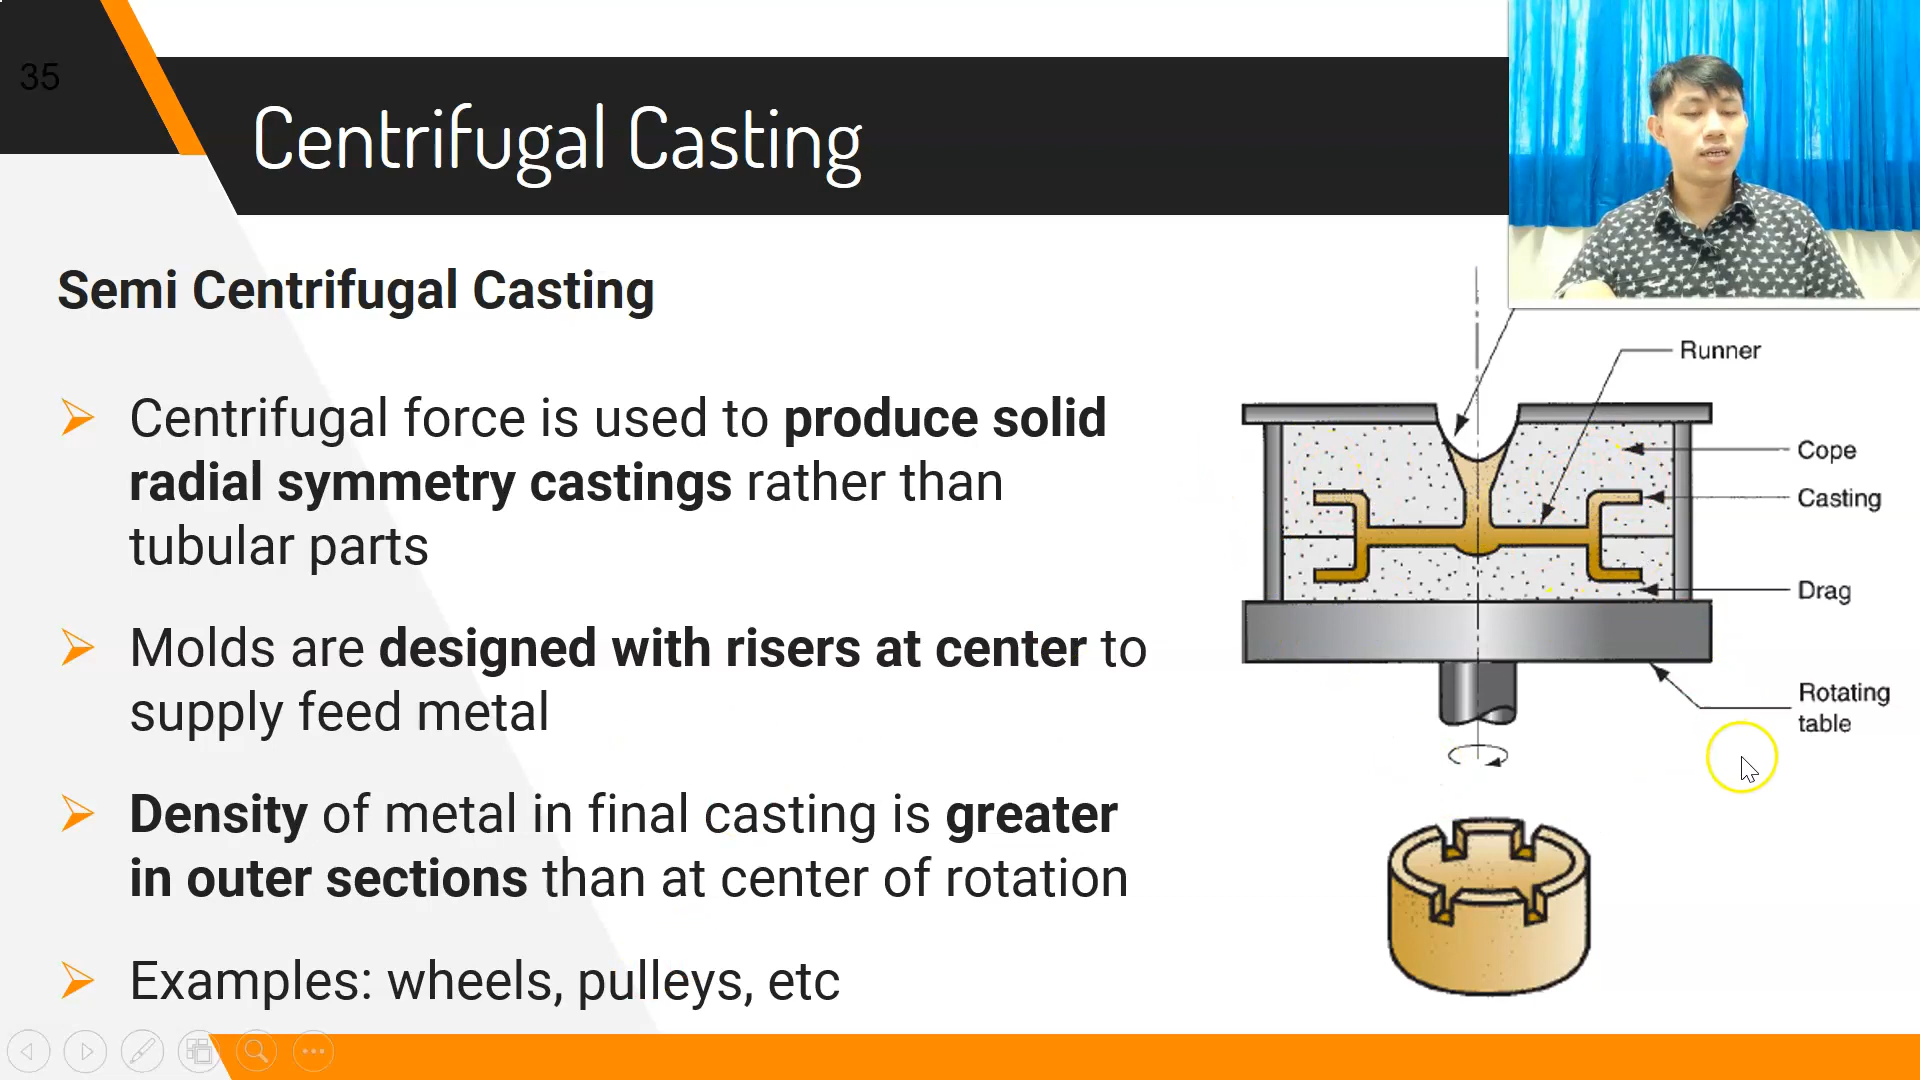 35
Centrifugal Casting
Semi Centrifugal Casting
Centrifugal force is used to produce solid
radial symmetry castings rather than
tubular parts
Molds are designed with risers at center to
supply feed metal
Density of metal in final casting is greater
in outer sections than at center of rotation
Examples: wheels, pulleys, etc
Runner
Cope
Casting
Drag
Rotating
table